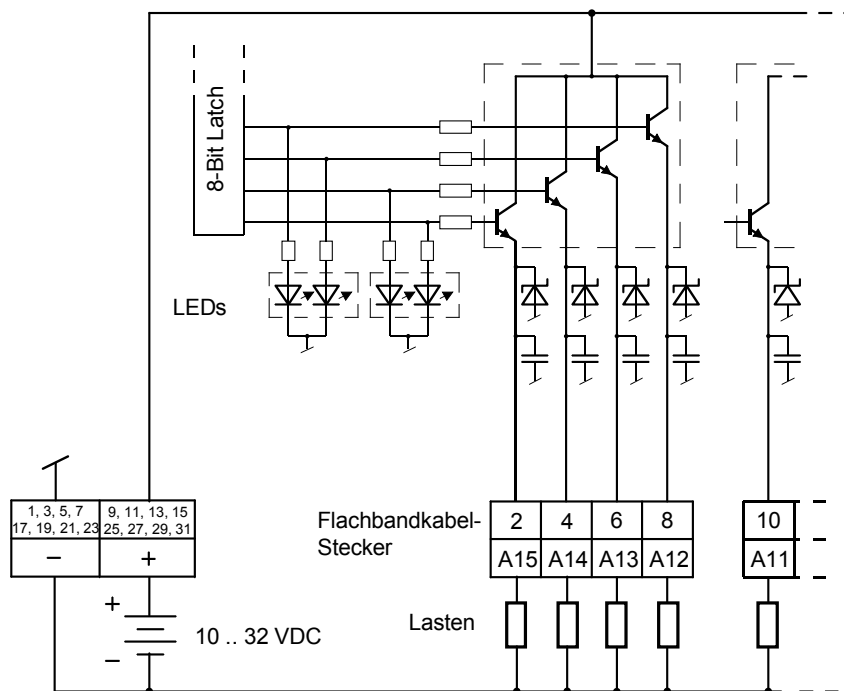 8-Bit Latch
LEDs
1, 3, 5, 7
17, 19, 21, 23
9, 11, 13, 15
25, 27, 29, 31
–
+
+
–
10 .. 32 VDC
Flachbandkabel-
Stecker
2 4 6 8 10
A15 A14 A13 A12 A11
Lasten